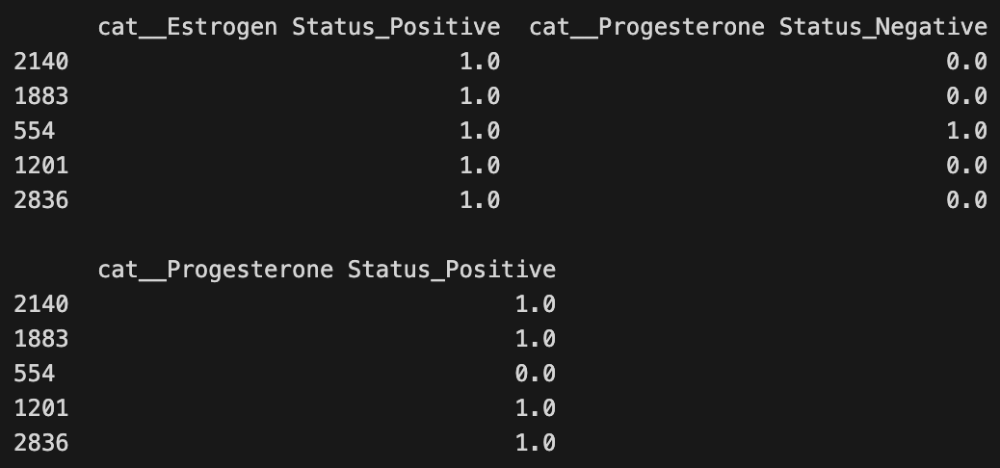 cat__Estrogen Status_Positive cat__Progesterone Status_Negative
2140 1.0 0.0
1883 1.0 0.0
554 1.0 1.0
1201 1.0 0.0
2836 1.0 0.0
cat__Progesterone Status_Positive
2140 1.0
1883 1.0
554 0.0
1201 1.0
2836 1.0